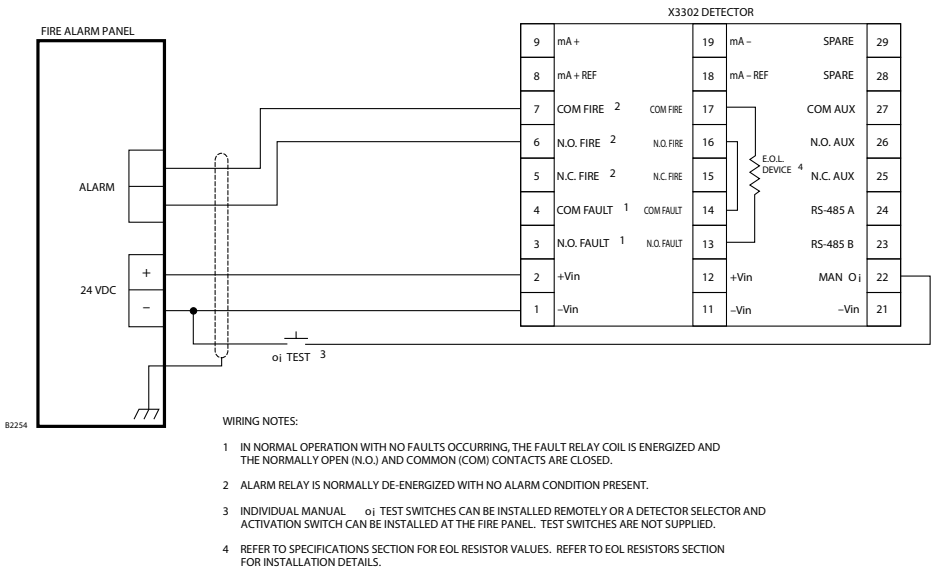 X3302 DETECTOR
FIRE ALARM PANEL
9 mA + 19 mA – SPARE 29
8 mA + REF 18 mA – REF SPARE 28
7 COM FIRE 2 COM FIRE 17 COM AUX 27
6 N.O. FIRE 2 N.O. FIRE 16 N.O. AUX 26
E.O.L.
DEVICE 4
5 N.C. FIRE 2 N.C. FIRE 15 N.C. AUX 25
ALARM
4 COM FAULT 1 COM FAULT 14 RS-485 A 24
3 N.O. FAULT 1 N.O. FAULT 13 RS-485 B 23
+
2 +Vin 12 +Vin MAN Oi 22
24 VDC
–
1 –Vin 11 –Vin –Vin 21
oi TEST 3
B2254
WIRING NOTES:
1 IN NORMAL OPERATION WITH NO FAULTS OCCURRING, THE FAULT RELAY COIL IS ENERGIZED AND
THE NORMALLY OPEN (N.O.) AND COMMON (COM) CONTACTS ARE CLOSED.
2 ALARM RELAY IS NORMALLY DE-ENERGIZED WITH NO ALARM CONDITION PRESENT.
3 INDIVIDUAL MANUAL oi TEST SWITCHES CAN BE INSTALLED REMOTELY OR A DETECTOR SELECTOR AND
ACTIVATION SWITCH CAN BE INSTALLED AT THE FIRE PANEL. TEST SWITCHES ARE NOT SUPPLIED.
4 REFER TO SPECIFICATIONS SECTION FOR EOL RESISTOR VALUES. REFER TO EOL RESISTORS SECTION
FOR INSTALLATION DETAILS.